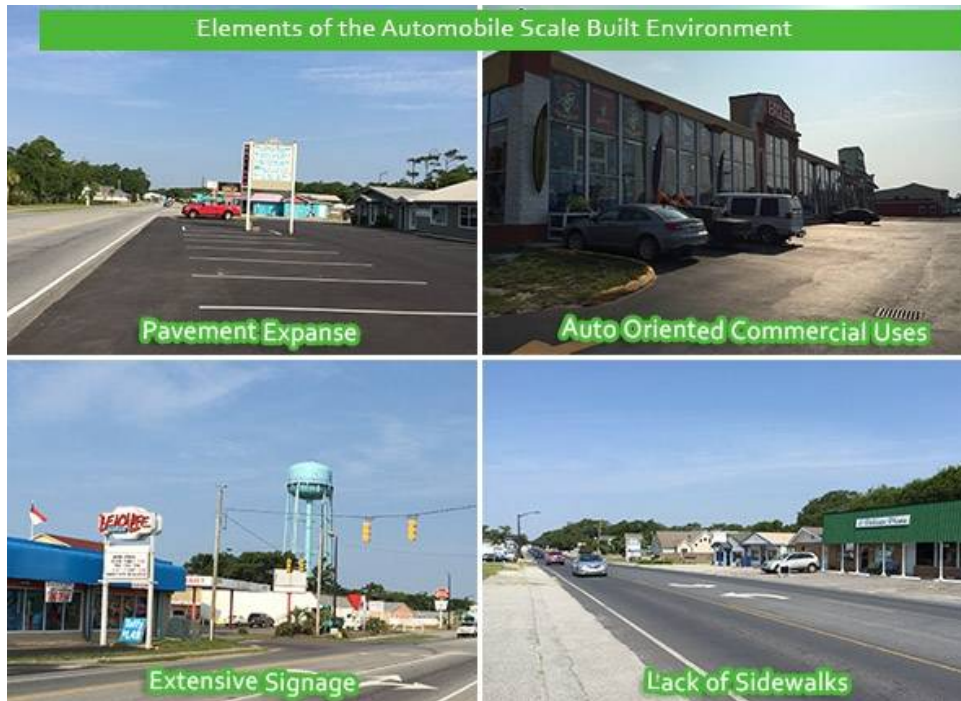 Elements of the Automobile Scale Built Environment
Pavement Expanse
Auto Oriented Commercial Uses
Extensive Signage
Lack of Sidewalks